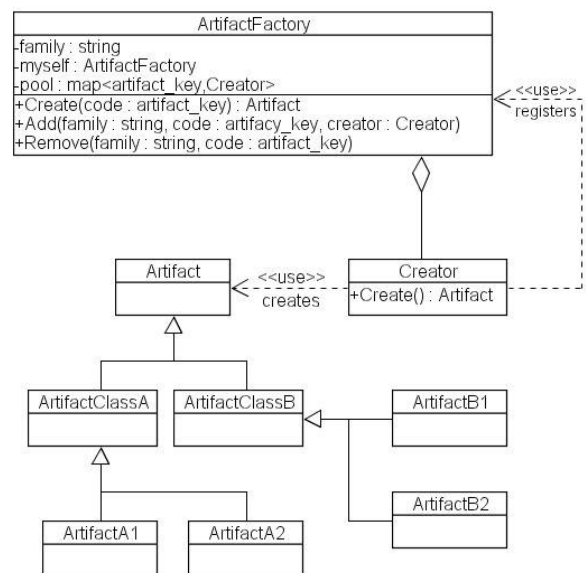 ArtifactFactory
-family : string
-myself : ArtifactFactory
-pool : map<artifact_key,Creator>
+Create(code : artifact_key) : Artifact
+Add(family : string, code : artifacy_key, creator : Creator)
+Remove(family : string, code : artifact_key)
<<use>>
registers
Artifact
<<use>>
creates
Creator
+Create() : Artifact
ArtifactClassA
ArtifactClassB
ArtifactB1
ArtifactB2
ArtifactA1
ArtifactA2